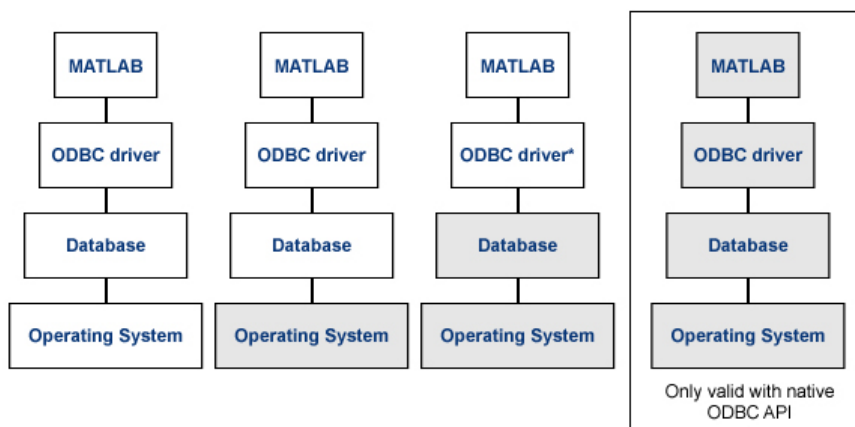 MATLAB
MATLAB
MATLAB
MATLAB
ODBC driver
ODBC driver
ODBC driver*
ODBC driver
Database
Database
Database
Database
Operating System
Operating System
Operating System
Operating System
Only valid with native
ODBC API